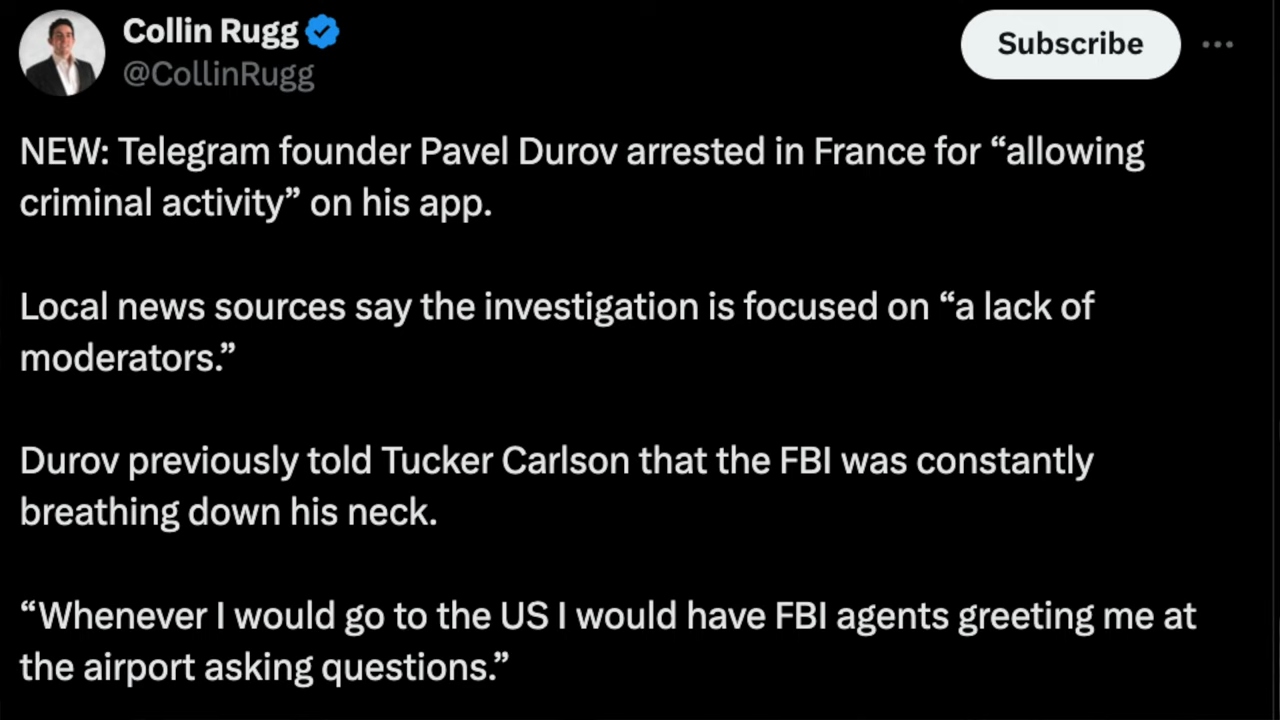 Collin Rugg
@CollinRugg
Subscribe
NEW: Telegram founder Pavel Durov arrested in France for “allowing
criminal activity” on his app.
Local news sources say the investigation is focused on “a lack of
moderators.”
Durov previously told Tucker Carlson that the FBI was constantly
breathing down his neck.
“Whenever I would go to the US I would have FBI agents greeting me at
the airport asking questions.”